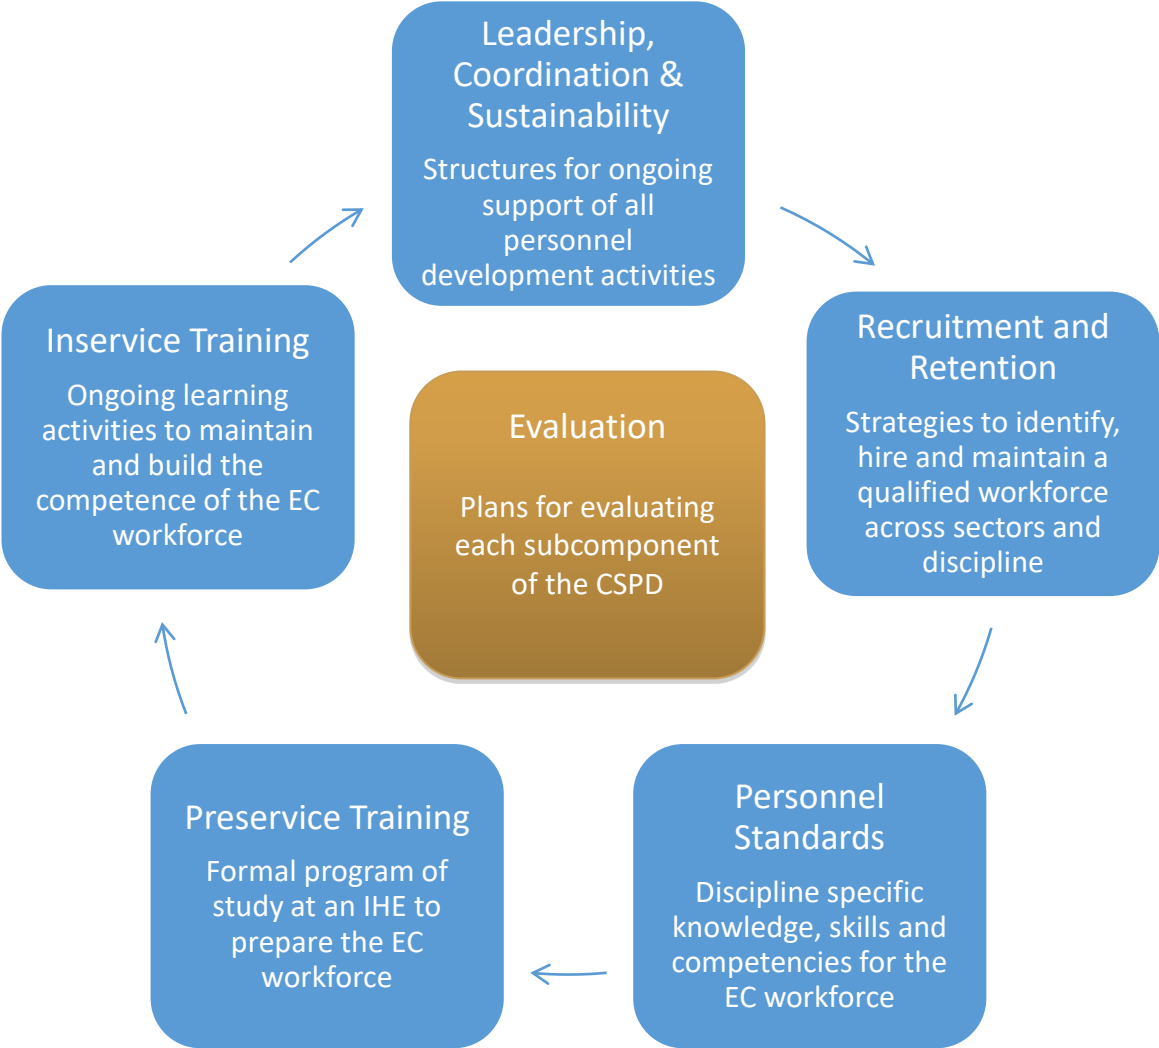 Leadership,
Coordination &
Sustainability
Structures for ongoing
support of all
personnel
development activities
Recruitment and
Retention
Strategies to identify,
hire and maintain a
qualified workforce
across sectors and
discipline
Personnel
Standards
Discipline specific
knowledge, skills and
competencies for the
EC workforce
Preservice Training
Formal program of
study at an IHE to
prepare the EC
workforce
Inservice Training
Ongoing learning
activities to maintain
and build the
competence of the EC
workforce
Evaluation
Plans for evaluating
each subcomponent
of the CSPD